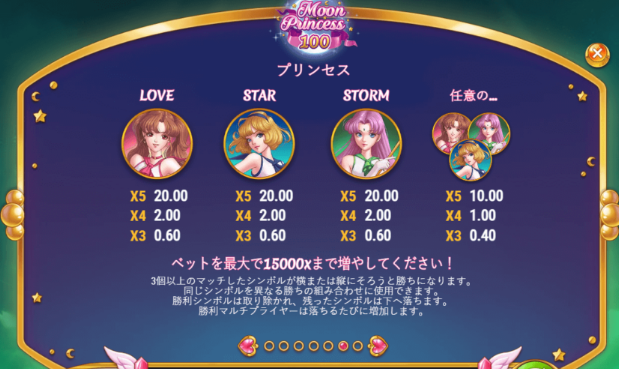 Moon
Princess
100
プリンセス
LOVE STAR STORM 任意の...
X5 20.00 X5 20.00 X5 20.00 X5 10.00
X4 2.00 X4 2.00 X4 2.00 X4 1.00
X3 0.60 X3 0.60 X3 0.60 X3 0.40
ベットを最大で15000xまで増やしてください！
3個以上のマッチしたシンボルが横または縦にそろうと勝ちになります。
同じシンボルを異なる勝ちの組み合わせに使用できます。
勝利シンボルは取り除かれ、残ったシンボルは下へ落ちます。
勝利マルチプライヤーは落ちるたびに増加します。